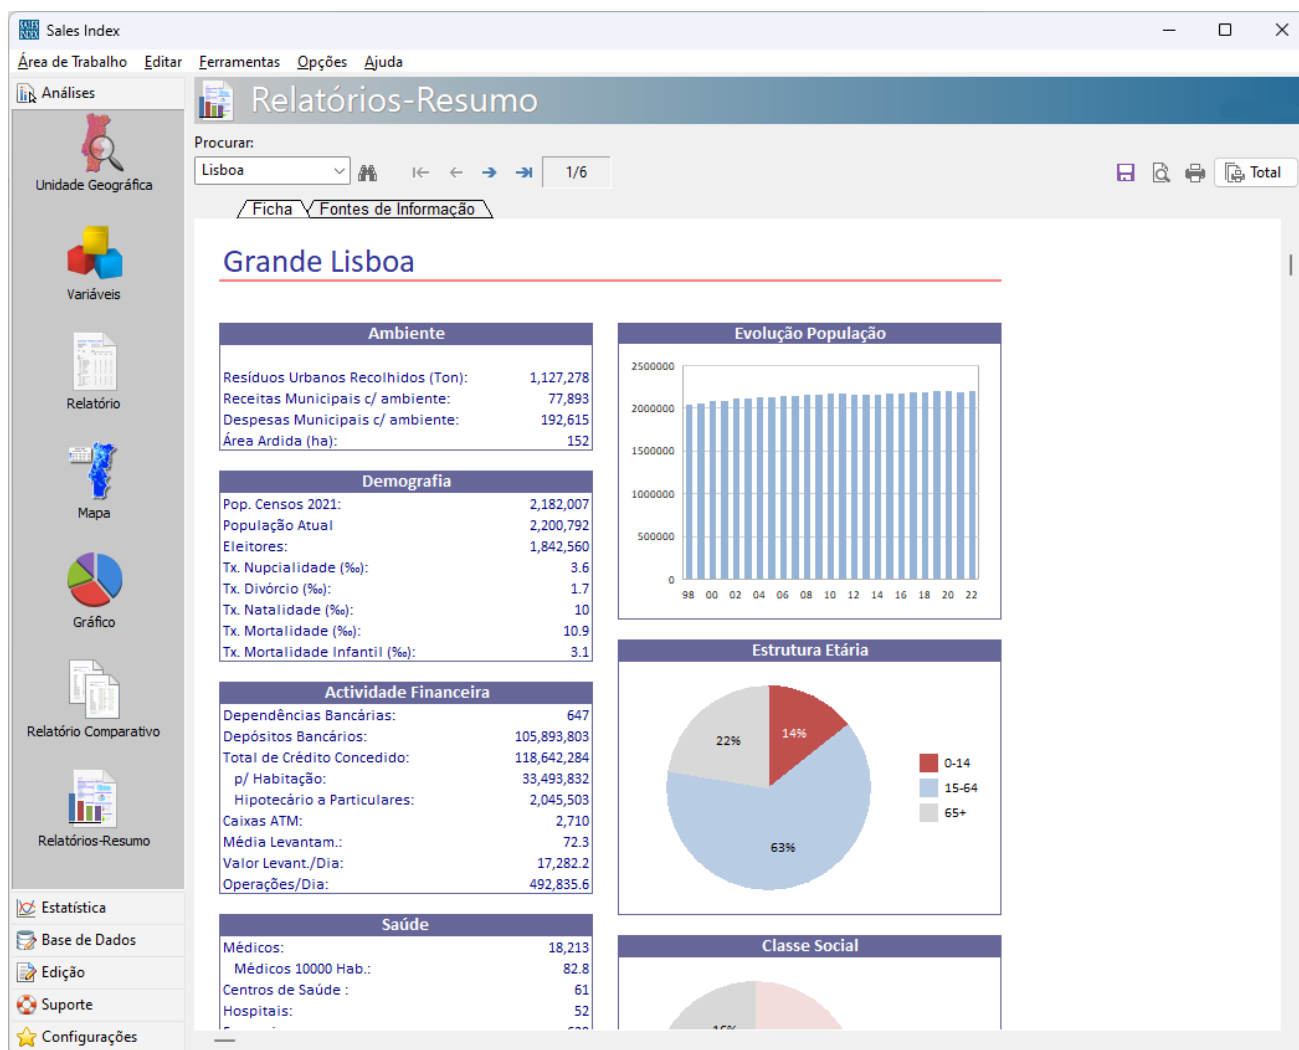 SALES INDEX
Sales Index
Área de Trabalho Editar Ferramentas Opções Ajuda
Análises
Unidade Geográfica
Variáveis
Relatório
Mapa
Gráfico
Relatório Comparativo
Relatórios-Resumo
Estatística
Base de Dados
Edição
Suporte
Configurações
Relatórios-Resumo
Procurar:
Lisboa 1/6 Total
Ficha Fontes de Informação
Grande Lisboa
Ambiente
Resíduos Urbanos Recolhidos (Ton): 1,127,278
Receitas Municipais c/ ambiente: 77,893
Despesas Municipais c/ ambiente: 192,615
Área Ardida (ha): 152
Demografia
Pop. Censos 2021: 2,182,007
População Atual 2,200,792
Eleitores: 1,842,560
Tx. Nupcialidade (‰): 3.6
Tx. Divórcio (‰): 1.7
Tx. Natalidade (‰): 10
Tx. Mortalidade (‰): 10.9
Tx. Mortalidade Infantil (‰): 3.1
Actividade Financeira
Dependências Bancárias: 647
Depósitos Bancários: 105,893,803
Total de Crédito Concedido: 118,642,284
p/ Habitação: 33,493,832
Hipotecário a Particulares: 2,045,503
Caixas ATM: 2,710
Média Levantam.: 72.3
Valor Levant./Dia: 17,282.2
Operações/Dia: 492,835.6
Saúde
Médicos: 18,213
Médicos 10000 Hab.: 82.8
Centros de Saúde : 61
Hospitais: 52
Evolução População
2500000
2000000
1500000
1000000
500000
0
98 00 02 04 06 08 10 12 14 16 18 20 22
Estrutura Etária
14%
22%
63%
0-14
15-64
65+
Classe Social